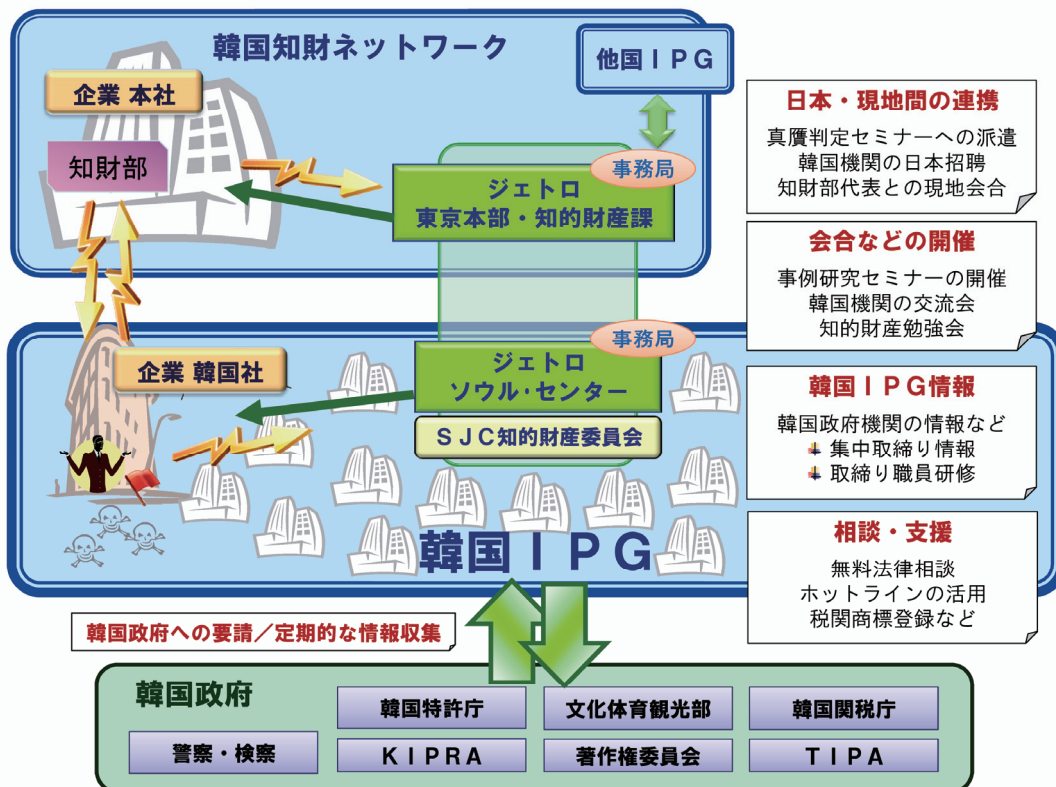 韓国知財ネットワーク
他国ＩＰＧ
企業 本社
知財部
事務局
ジェトロ
東京本部・知的財産課
事務局
ジェトロ
ソウル・センター
ＳＪＣ知的財産委員会
企業 韓国社
韓国ＩＰＧ
日本・現地間の連携
真贋判定セミナーへの派遣
韓国機関の日本招聘
知財部代表との現地会合
会合などの開催
事例研究セミナーの開催
韓国機関の交流会
知的財産勉強会
韓国ＩＰＧ情報
韓国政府機関の情報など
集中取締り情報
取締り職員研修
相談・支援
無料法律相談
ホットラインの活用
税関商標登録など
韓国政府への要請／定期的な情報収集
韓国政府
韓国特許庁
文化体育観光部
韓国関税庁
警察・検察
ＫＩＰＲＡ
著作権委員会
ＴＩＰＡ